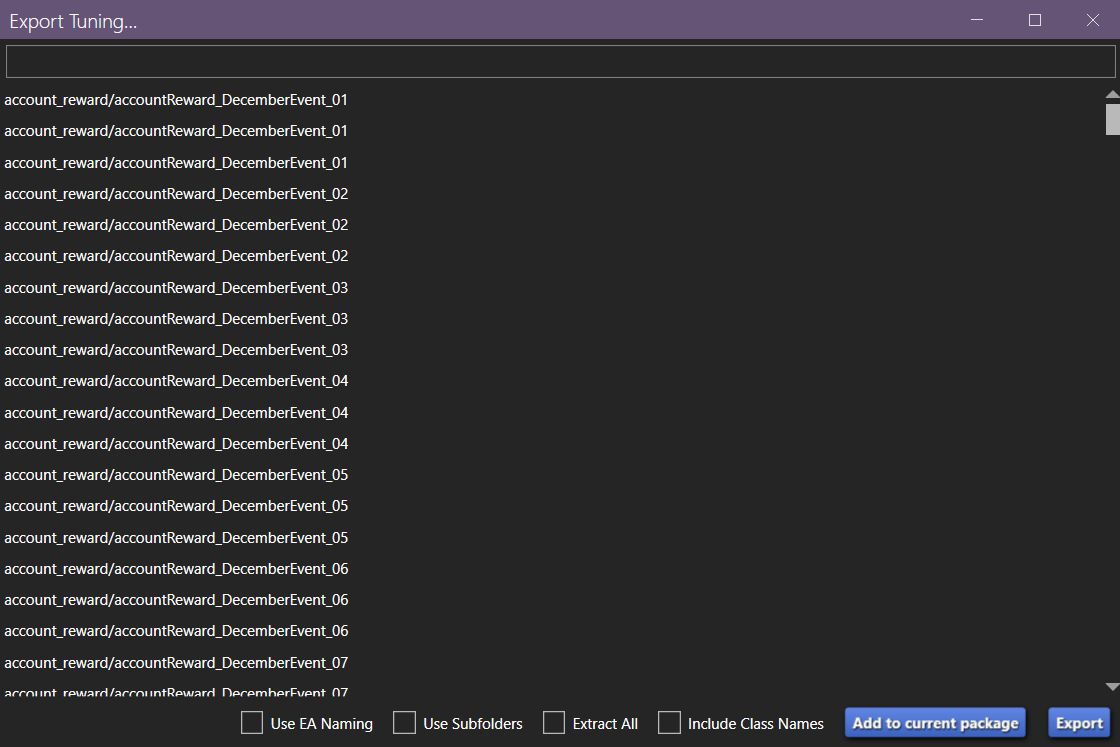 Export Tuning...
account_reward/accountReward_DecemberEvent_01
account_reward/accountReward_DecemberEvent_01
account_reward/accountReward_DecemberEvent_01
account_reward/accountReward_DecemberEvent_02
account_reward/accountReward_DecemberEvent_02
account_reward/accountReward_DecemberEvent_02
account_reward/accountReward_DecemberEvent_03
account_reward/accountReward_DecemberEvent_03
account_reward/accountReward_DecemberEvent_03
account_reward/accountReward_DecemberEvent_04
account_reward/accountReward_DecemberEvent_04
account_reward/accountReward_DecemberEvent_04
account_reward/accountReward_DecemberEvent_05
account_reward/accountReward_DecemberEvent_05
account_reward/accountReward_DecemberEvent_05
account_reward/accountReward_DecemberEvent_06
account_reward/accountReward_DecemberEvent_06
account_reward/accountReward_DecemberEvent_06
account_reward/accountReward_DecemberEvent_07
account_reward/accountReward_DecemberEvent_07
Use EA Naming Use Subfolders Extract All Include Class Names Add to current package Export